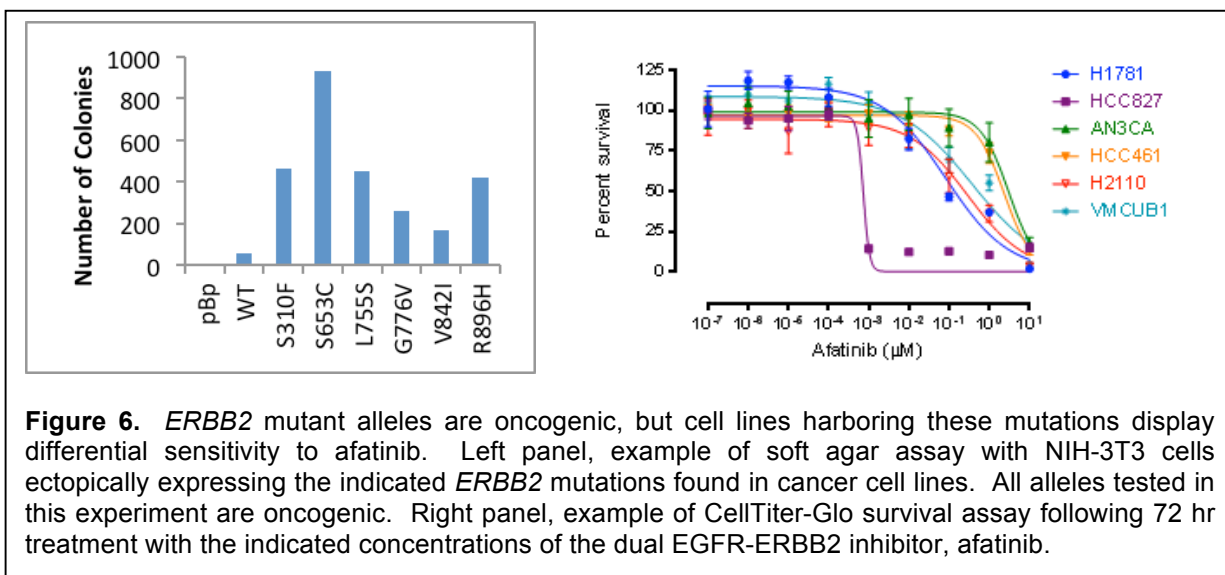 1000
800
600
400
200
0
Number of Colonies
pBp
WT
S310F
S653C
L755S
G776V
V842I
R896H
125
100
75
50
25
0
Percent survival
10-7 10-6 10-5 10-4 10-3 10-2 10-1 100 101
Afatinib (µM)
H1781
HCC827
AN3CA
HCC461
H2110
VMCUB1
Figure 6. ERBB2 mutant alleles are oncogenic, but cell lines harboring these mutations display
differential sensitivity to afatinib. Left panel, example of soft agar assay with NIH-3T3 cells
ectopically expressing the indicated ERBB2 mutations found in cancer cell lines. All alleles tested in
this experiment are oncogenic. Right panel, example of CellTiter-Glo survival assay following 72 hr
treatment with the indicated concentrations of the dual EGFR-ERBB2 inhibitor, afatinib.